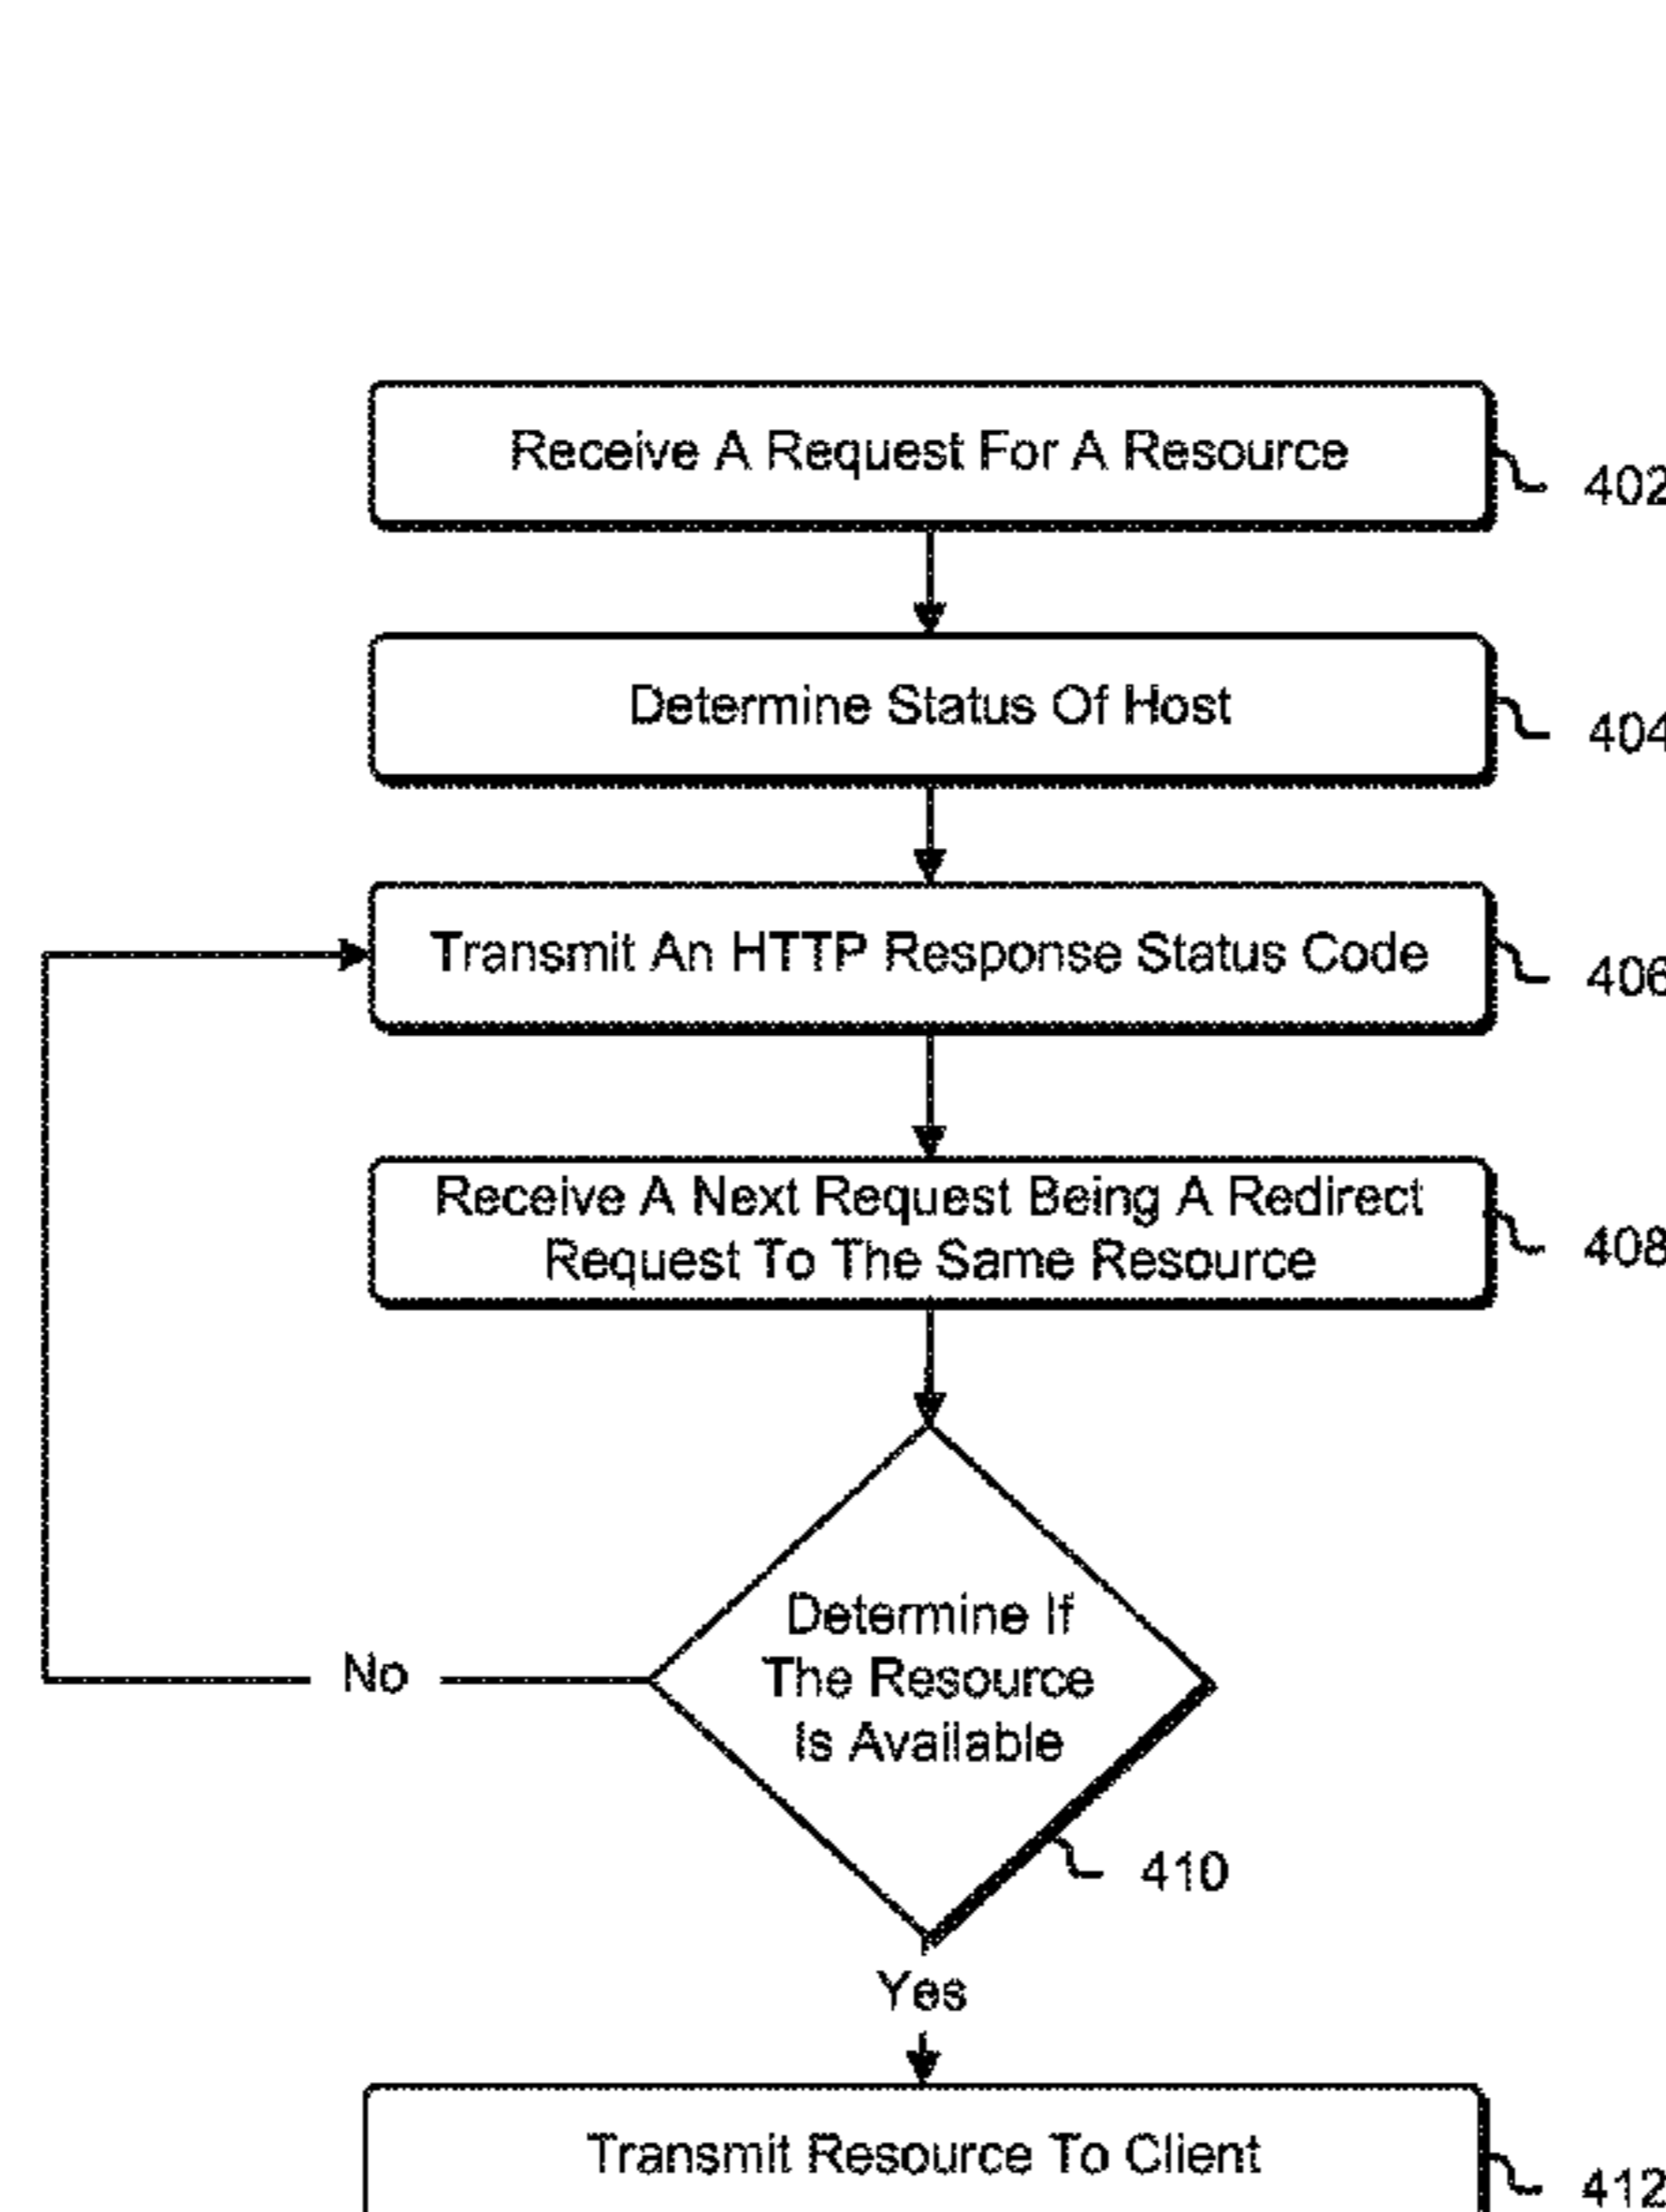 Receive A Request For A Resource
402
Determine Status Of Host
404
Transmit An HTTP Response Status Code
406
Receive A Next Request Being A Redirect
Request To The Same Resource
408
Determine If
The Resource
Is Available
No
410
Yes
Transmit Resource To Client
412